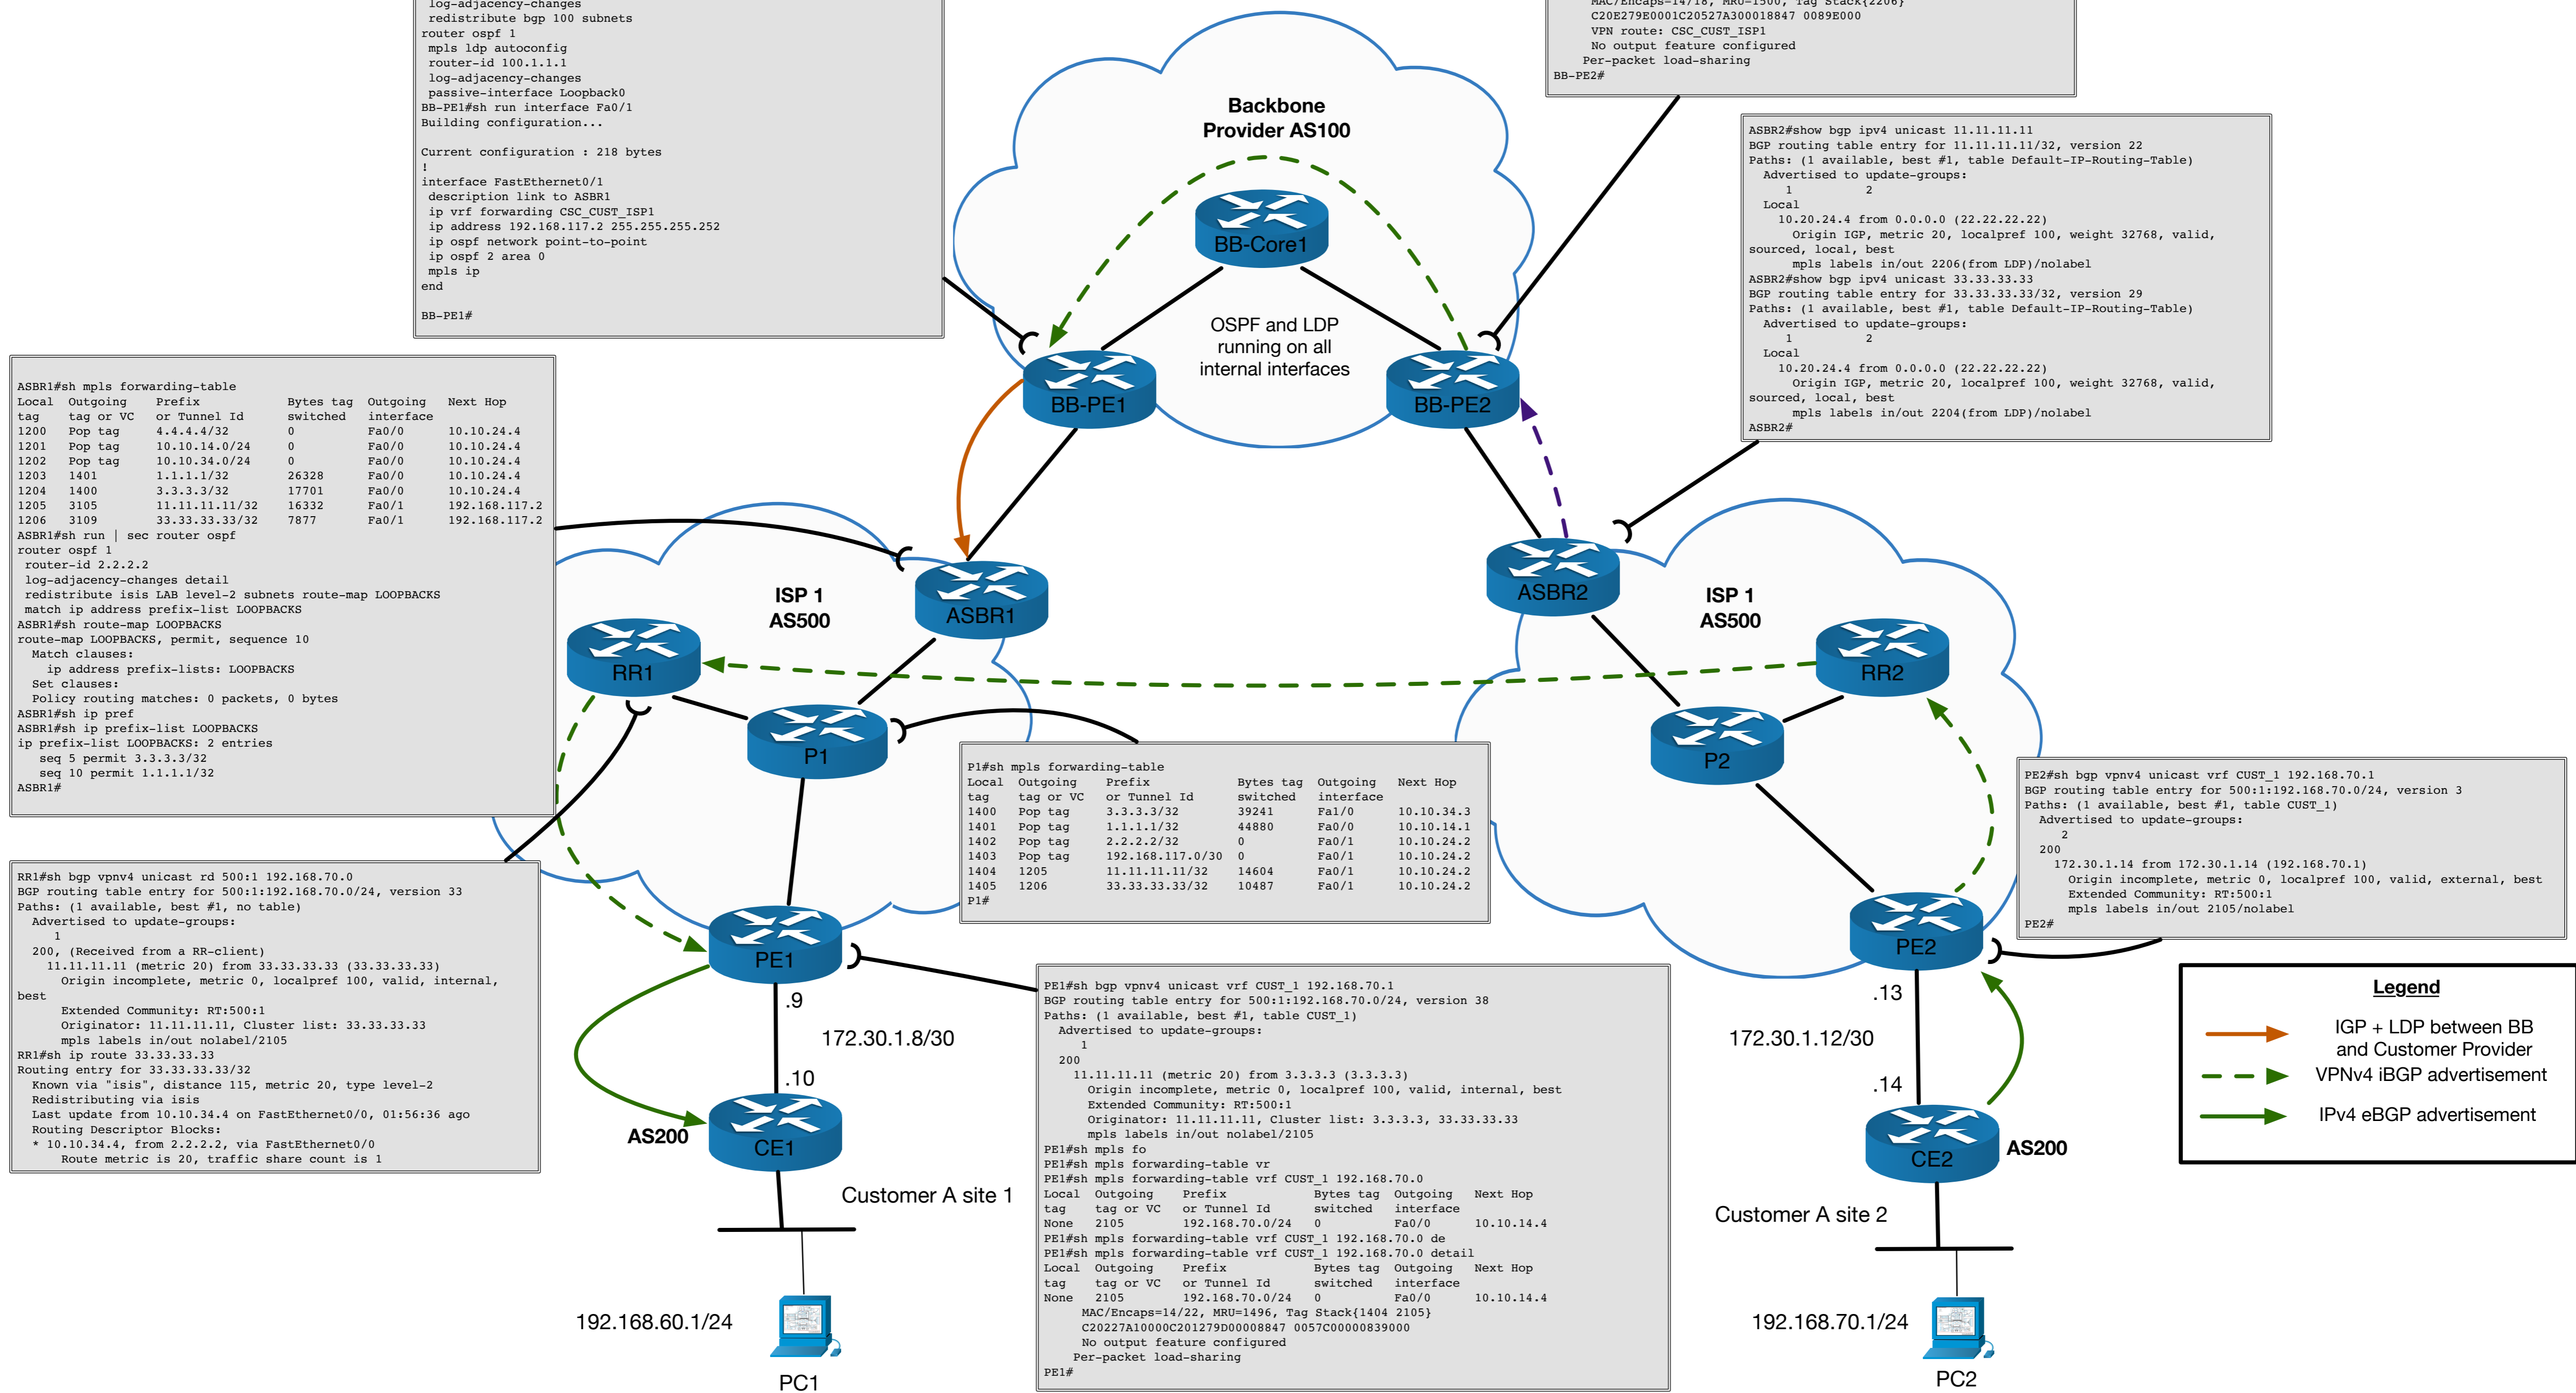 log-adjacency-changes
redistribute bgp 100 subnets
router ospf 1
mpls ldp autoconfig
router-id 100.1.1.1
log-adjacency-changes
passive-interface Loopback0
BB-PE1#sh run interface Fa0/1
Building configuration...
Current configuration : 218 bytes
!
interface FastEthernet0/1
description link to ASBR1
ip vrf forwarding CSC_CUST_ISP1
ip address 192.168.117.2 255.255.255.252
ip ospf network point-to-point
ip ospf 2 area 0
mpls ip
end
BB-PE1#
MAC/Encaps=14/18, MRU=1500, Tag Stack{2206}
C20E279E0001C20527A300018847 0089E000
VPN route: CSC_CUST_ISP1
No output feature configured
Per-packet load-sharing
BB-PE2#
Backbone
Provider AS100
BB-Core1
OSPF and LDP
running on all
internal interfaces
BB-PE1
BB-PE2
ASBR2#show bgp ipv4 unicast 11.11.11.11
BGP routing table entry for 11.11.11.11/32, version 22
Paths: (1 available, best #1, table Default-IP-Routing-Table)
Advertised to update-groups:
1 2
Local
10.20.24.4 from 0.0.0.0 (22.22.22.22)
Origin IGP, metric 20, localpref 100, weight 32768, valid,
sourced, local, best
mpls labels in/out 2206(from LDP)/nolabel
ASBR2#show bgp ipv4 unicast 33.33.33.33
BGP routing table entry for 33.33.33.33/32, version 29
Paths: (1 available, best #1, table Default-IP-Routing-Table)
Advertised to update-groups:
1 2
Local
10.20.24.4 from 0.0.0.0 (22.22.22.22)
Origin IGP, metric 20, localpref 100, weight 32768, valid,
sourced, local, best
mpls labels in/out 2204(from LDP)/nolabel
ASBR2#
ASBR1#sh mpls forwarding-table
Local Outgoing Prefix Bytes tag Outgoing Next Hop
tag tag or VC or Tunnel Id switched interface
1200 Pop tag 4.4.4.4/32 0 Fa0/0 10.10.24.4
1201 Pop tag 10.10.14.0/24 0 Fa0/0 10.10.24.4
1202 Pop tag 10.10.34.0/24 0 Fa0/0 10.10.24.4
1203 1401 1.1.1.1/32 26328 Fa0/0 10.10.24.4
1204 1400 3.3.3.3/32 17701 Fa0/0 10.10.24.4
1205 3105 11.11.11.11/32 16332 Fa0/1 192.168.117.2
1206 3109 33.33.33.33/32 7877 Fa0/1 192.168.117.2
ASBR1#sh run | sec router ospf
router ospf 1
router-id 2.2.2.2
log-adjacency-changes detail
redistribute isis LAB level-2 subnets route-map LOOPBACKS
match ip address prefix-list LOOPBACKS
ASBR1#sh route-map LOOPBACKS
route-map LOOPBACKS, permit, sequence 10
Match clauses:
ip address prefix-lists: LOOPBACKS
Set clauses:
Policy routing matches: 0 packets, 0 bytes
ASBR1#sh ip pref
ASBR1#sh ip prefix-list LOOPBACKS
ip prefix-list LOOPBACKS: 2 entries
seq 5 permit 3.3.3.3/32
seq 10 permit 1.1.1.1/32
ASBR1#
ISP 1
AS500
ASBR1
RR1
P1
ASBR2
ISP 1
AS500
RR2
P2
P1#sh mpls forwarding-table
Local Outgoing Prefix Bytes tag Outgoing Next Hop
tag tag or VC or Tunnel Id switched interface
1400 Pop tag 3.3.3.3/32 39241 Fa1/0 10.10.34.3
1401 Pop tag 1.1.1.1/32 44880 Fa0/0 10.10.14.1
1402 Pop tag 2.2.2.2/32 0 Fa0/1 10.10.24.2
1403 Pop tag 192.168.117.0/30 0 Fa0/1 10.10.24.2
1404 1205 11.11.11.11/32 14604 Fa0/1 10.10.24.2
1405 1206 33.33.33.33/32 10487 Fa0/1 10.10.24.2
P1#
PE2#sh bgp vpnv4 unicast vrf CUST_1 192.168.70.1
BGP routing table entry for 500:1:192.168.70.0/24, version 3
Paths: (1 available, best #1, table CUST_1)
Advertised to update-groups:
2
200
172.30.1.14 from 172.30.1.14 (192.168.70.1)
Origin incomplete, metric 0, localpref 100, valid, external, best
Extended Community: RT:500:1
mpls labels in/out 2105/nolabel
PE2#
RR1#sh bgp vpnv4 unicast rd 500:1 192.168.70.0
BGP routing table entry for 500:1:192.168.70.0/24, version 33
Paths: (1 available, best #1, no table)
Advertised to update-groups:
1
200, (Received from a RR-client)
11.11.11.11 (metric 20) from 33.33.33.33 (33.33.33.33)
Origin incomplete, metric 0, localpref 100, valid, internal,
best
Extended Community: RT:500:1
Originator: 11.11.11.11, Cluster list: 33.33.33.33
mpls labels in/out nolabel/2105
RR1#sh ip route 33.33.33.33
Routing entry for 33.33.33.33/32
Known via "isis", distance 115, metric 20, type level-2
Redistributing via isis
Last update from 10.10.34.4 on FastEthernet0/0, 01:56:36 ago
Routing Descriptor Blocks:
* 10.10.34.4, from 2.2.2.2, via FastEthernet0/0
Route metric is 20, traffic share count is 1
PE1
.9
172.30.1.8/30
.10
AS200
CE1
Customer A site 1
192.168.60.1/24
PC1
PE1#sh bgp vpnv4 unicast vrf CUST_1 192.168.70.1
BGP routing table entry for 500:1:192.168.70.0/24, version 38
Paths: (1 available, best #1, table CUST_1)
Advertised to update-groups:
1
200
11.11.11.11 (metric 20) from 3.3.3.3 (3.3.3.3)
Origin incomplete, metric 0, localpref 100, valid, internal, best
Extended Community: RT:500:1
Originator: 11.11.11.11, Cluster list: 3.3.3.3, 33.33.33.33
mpls labels in/out nolabel/2105
PE1#sh mpls fo
PE1#sh mpls forwarding-table vr
PE1#sh mpls forwarding-table vrf CUST_1 192.168.70.0
Local Outgoing Prefix Bytes tag Outgoing Next Hop
tag tag or VC or Tunnel Id switched interface
None 2105 192.168.70.0/24 0 Fa0/0 10.10.14.4
PE1#sh mpls forwarding-table vrf CUST_1 192.168.70.0 de
PE1#sh mpls forwarding-table vrf CUST_1 192.168.70.0 detail
Local Outgoing Prefix Bytes tag Outgoing Next Hop
tag tag or VC or Tunnel Id switched interface
None 2105 192.168.70.0/24 0 Fa0/0 10.10.14.4
MAC/Encaps=14/22, MRU=1496, Tag Stack{1404 2105}
C20227A10000C201279D00008847 0057C00000839000
No output feature configured
Per-packet load-sharing
PE1#
PE2
.13
172.30.1.12/30
.14
CE2
AS200
Customer A site 2
192.168.70.1/24
PC2
Legend
IGP + LDP between BB
and Customer Provider
VPNv4 iBGP advertisement
IPv4 eBGP advertisement